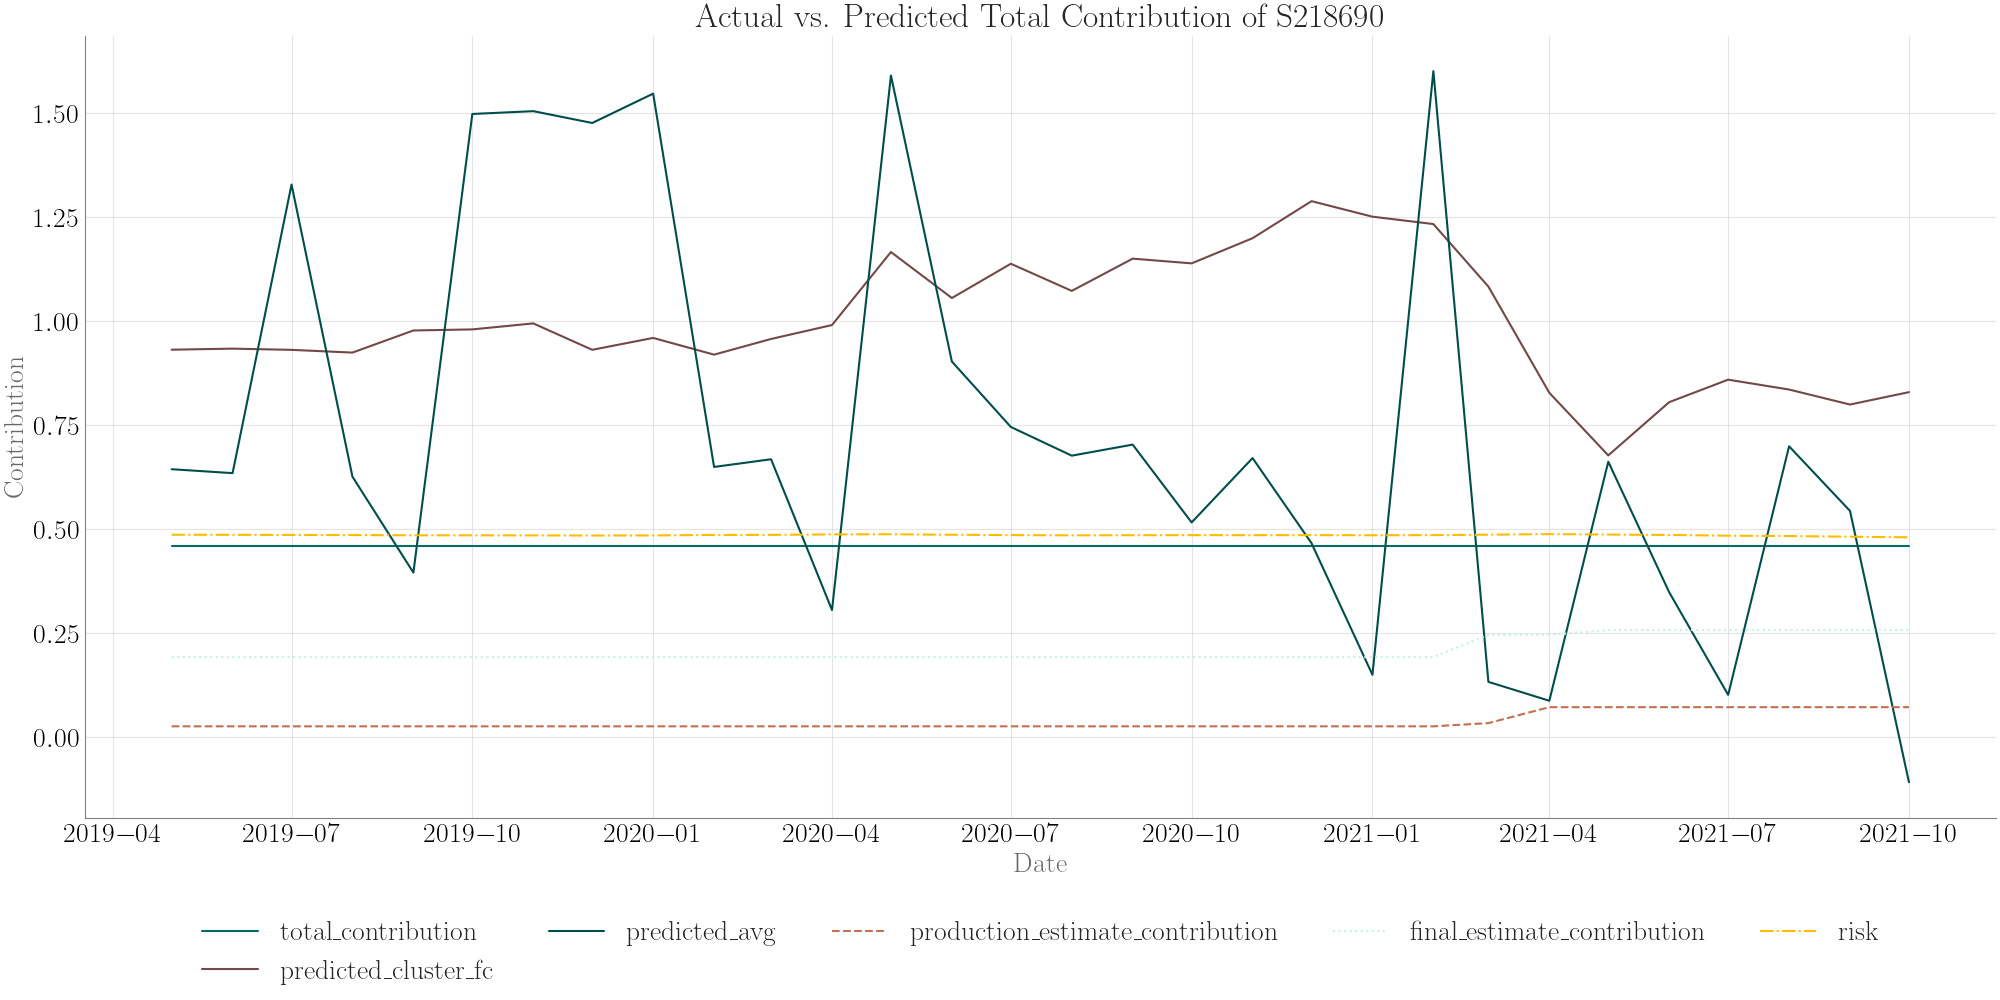 Actual vs. Predicted Total Contribution of S218690
Contribution
1.50
1.25
1.00
0.75
0.50
0.25
0.00
2019−04 2019−07 2019−10 2020−01 2020−04 2020−07 2020−10 2021−01 2021−04 2021−07 2021−10
Date
total_contribution predicted_avg production_estimate_contribution final_estimate_contribution risk
predicted_cluster_fc